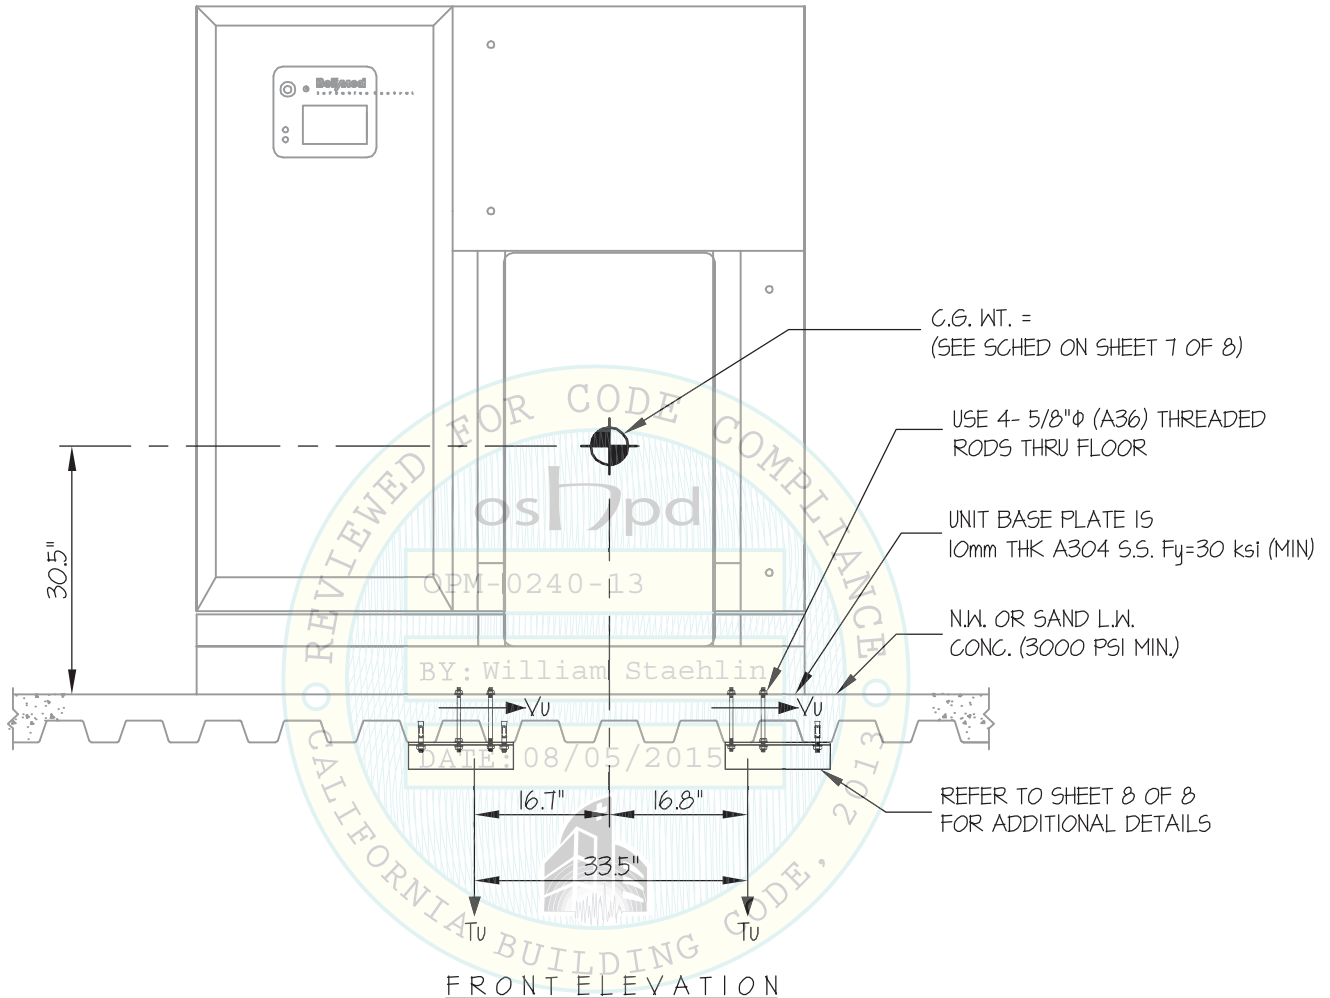 BeliMed
Infection Control
C.G. WT. =
(SEE SCHED ON SHEET 7 OF 8)
USE 4- 5/8"Φ (A36) THREADED
RODS THRU FLOOR
UNIT BASE PLATE IS
10mm THK A304 S.S. Fy=30 ksi (MIN)
N.W. OR SAND L.W.
CONC. (3000 PSI MIN.)
REFER TO SHEET 8 OF 8
FOR ADDITIONAL DETAILS
30.5"
REVIEWED FOR CODE COMPLIANCE
oshpd
OPM-0240-13
BY: William Staehlin
DATE: 08/05/2015
CALIFORNIA BUILDING CODE, 2013
Vu
Vu
16.7"
16.8"
33.5"
Tu
Tu
FRONT ELEVATION